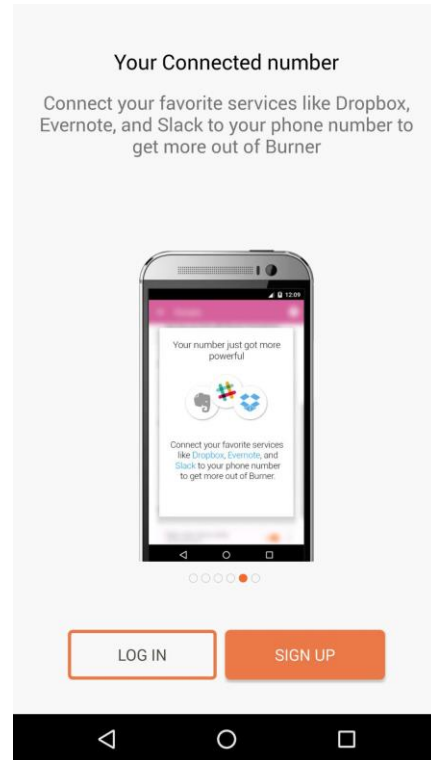 Your Connected number
Connect your favorite services like Dropbox,
Evernote, and Slack to your phone number to
get more out of Burner
12:09
Your number just got more
powerful
Connect your favorite services
like Dropbox, Evernote, and
Slack to your phone number
to get more out of Burner.
LOG IN
SIGN UP